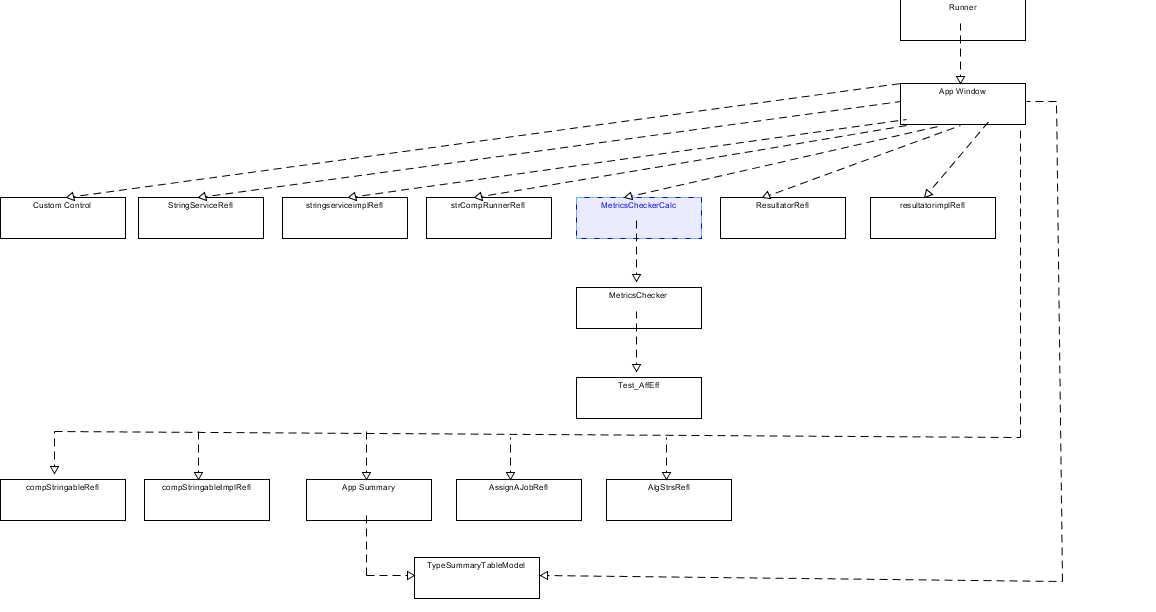 Runner
App Window
Custom Control
StringServiceRefl
stringserviceimplRefl
strCompRunnerRefl
MetricsCheckerCalc
ResultatorRefl
resultatorimplRefl
MetricsChecker
Test_AffEff
compStringableRefl
compStringableImplRefl
App Summary
AssignAJobRefl
AlgStrsRefl
TypeSummaryTableModel